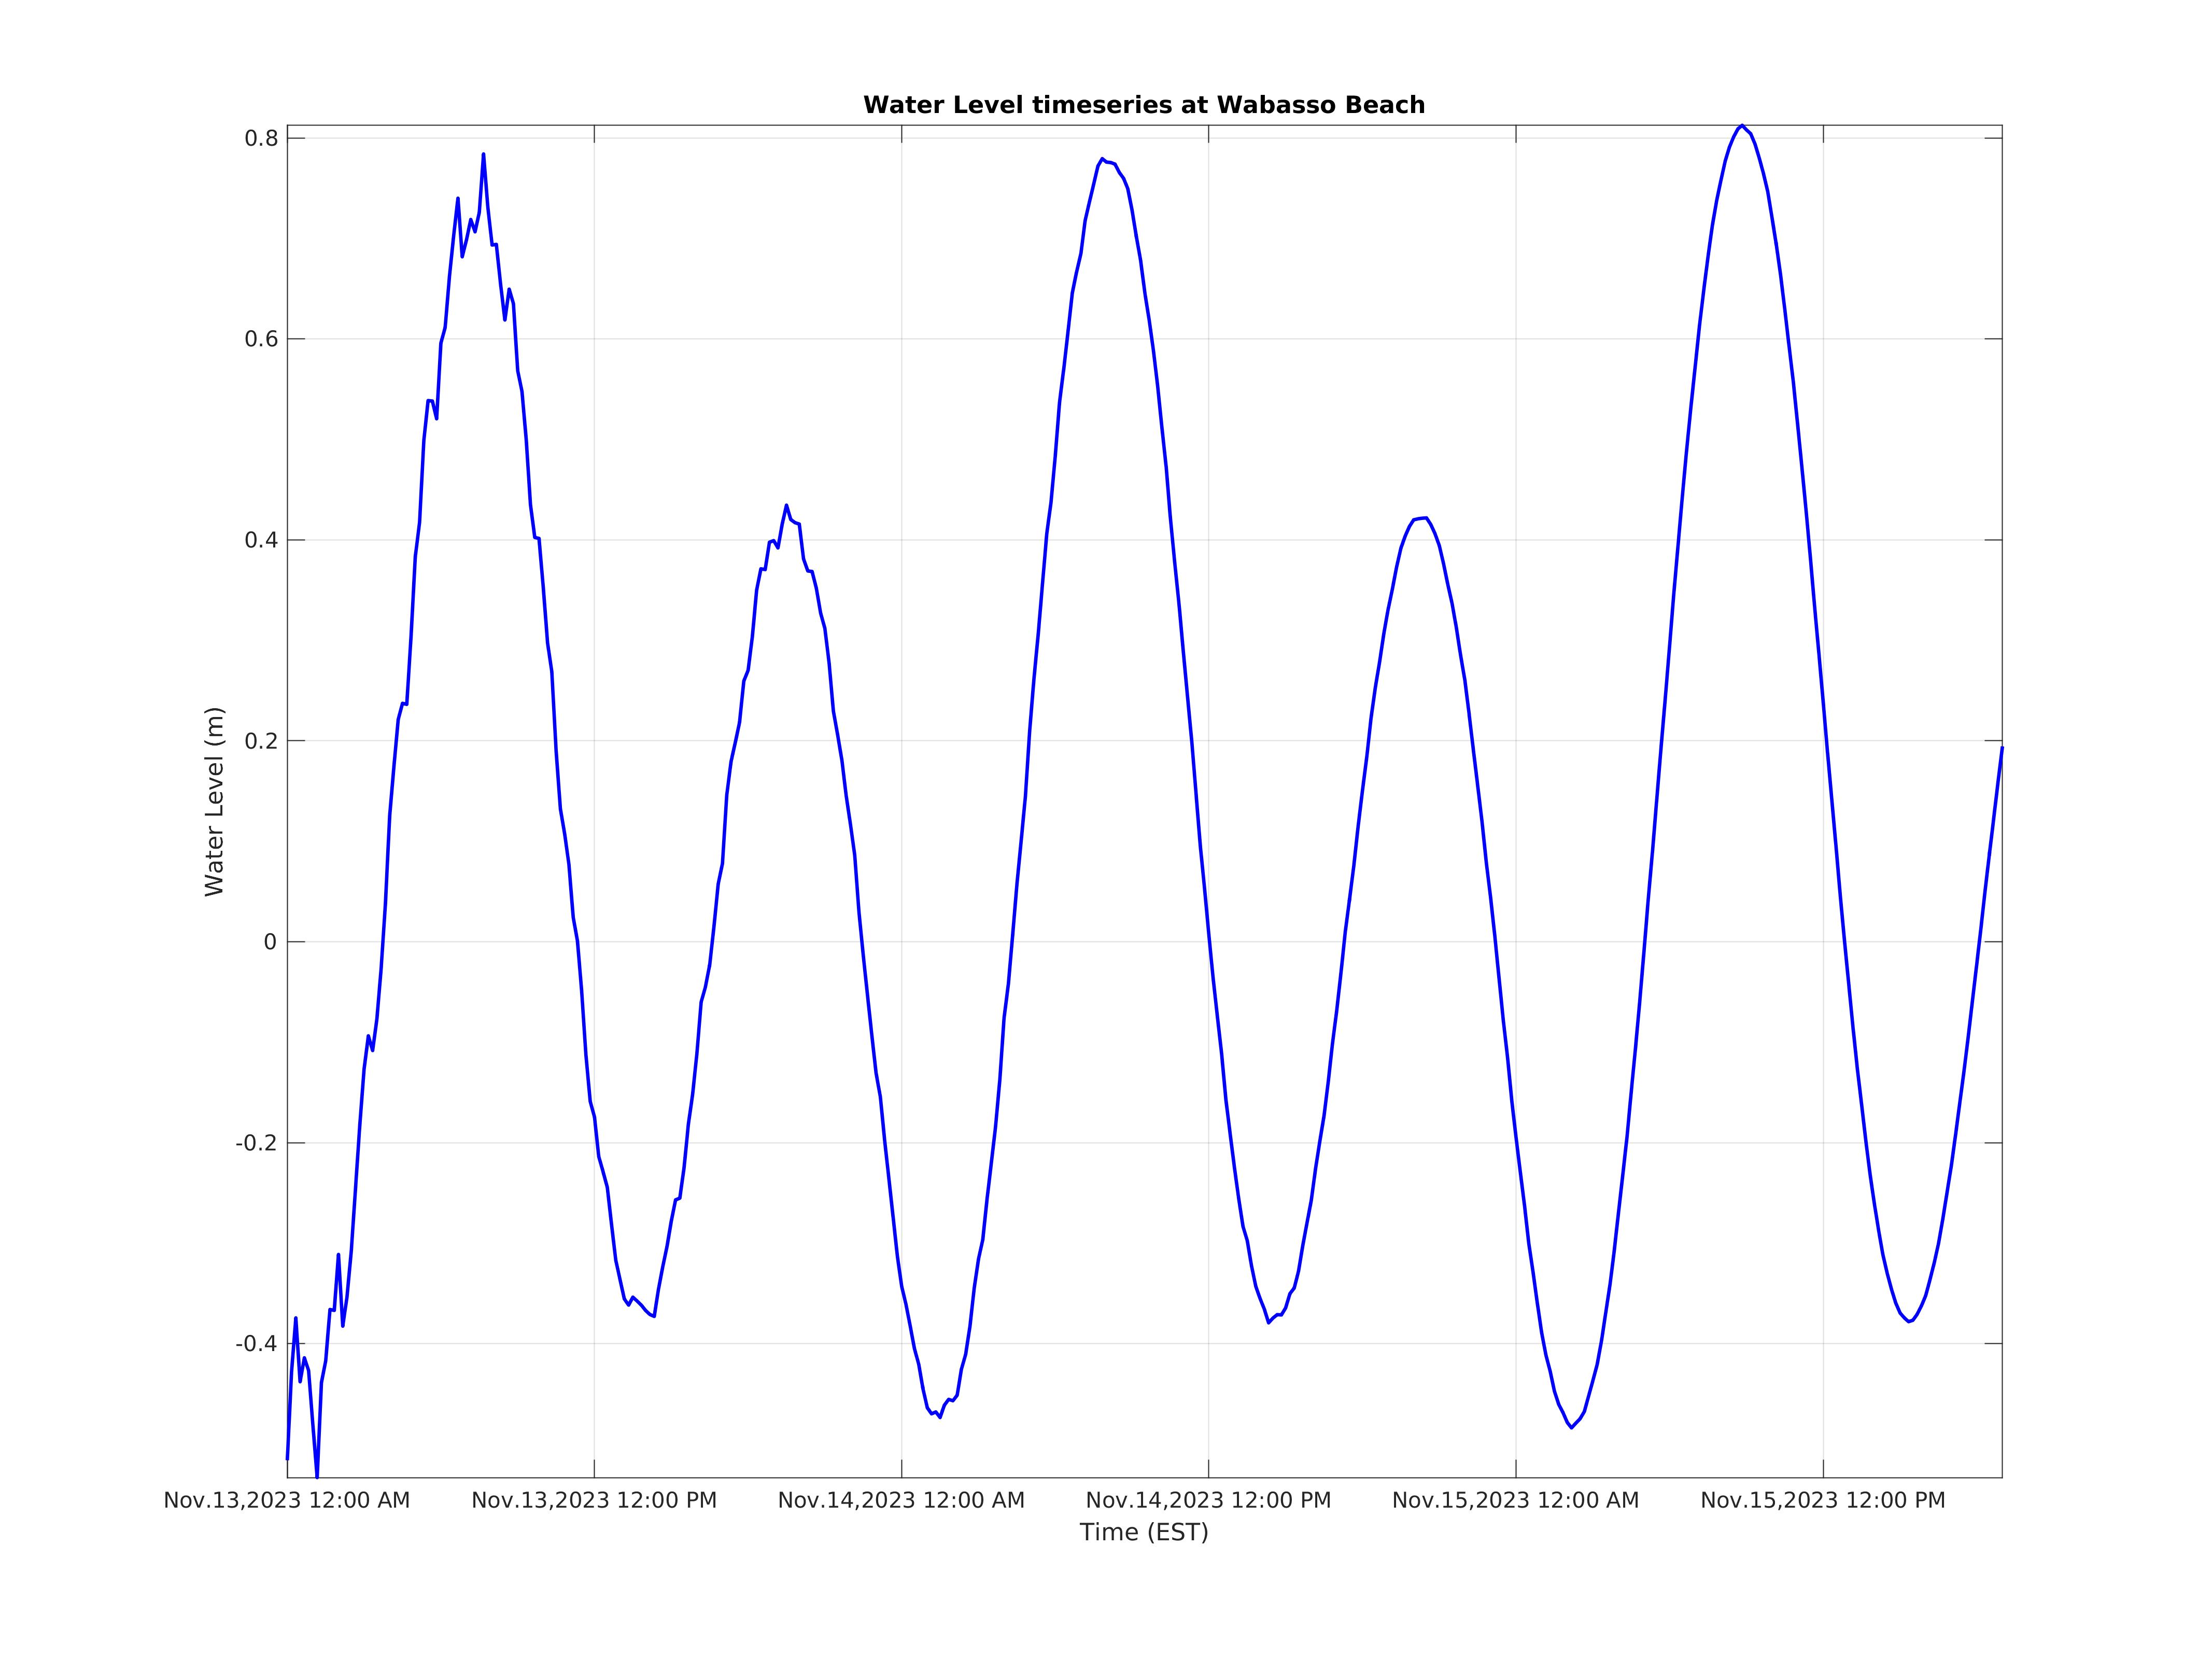 Water Level timeseries at Wabasso Beach
0.8
0.6
0.4
0.2
0
-0.2
-0.4
Water Level (m)
Nov.13,2023 12:00 AM Nov.13,2023 12:00 PM Nov.14,2023 12:00 AM Nov.14,2023 12:00 PM Nov.15,2023 12:00 AM Nov.15,2023 12:00 PM
Time (EST)